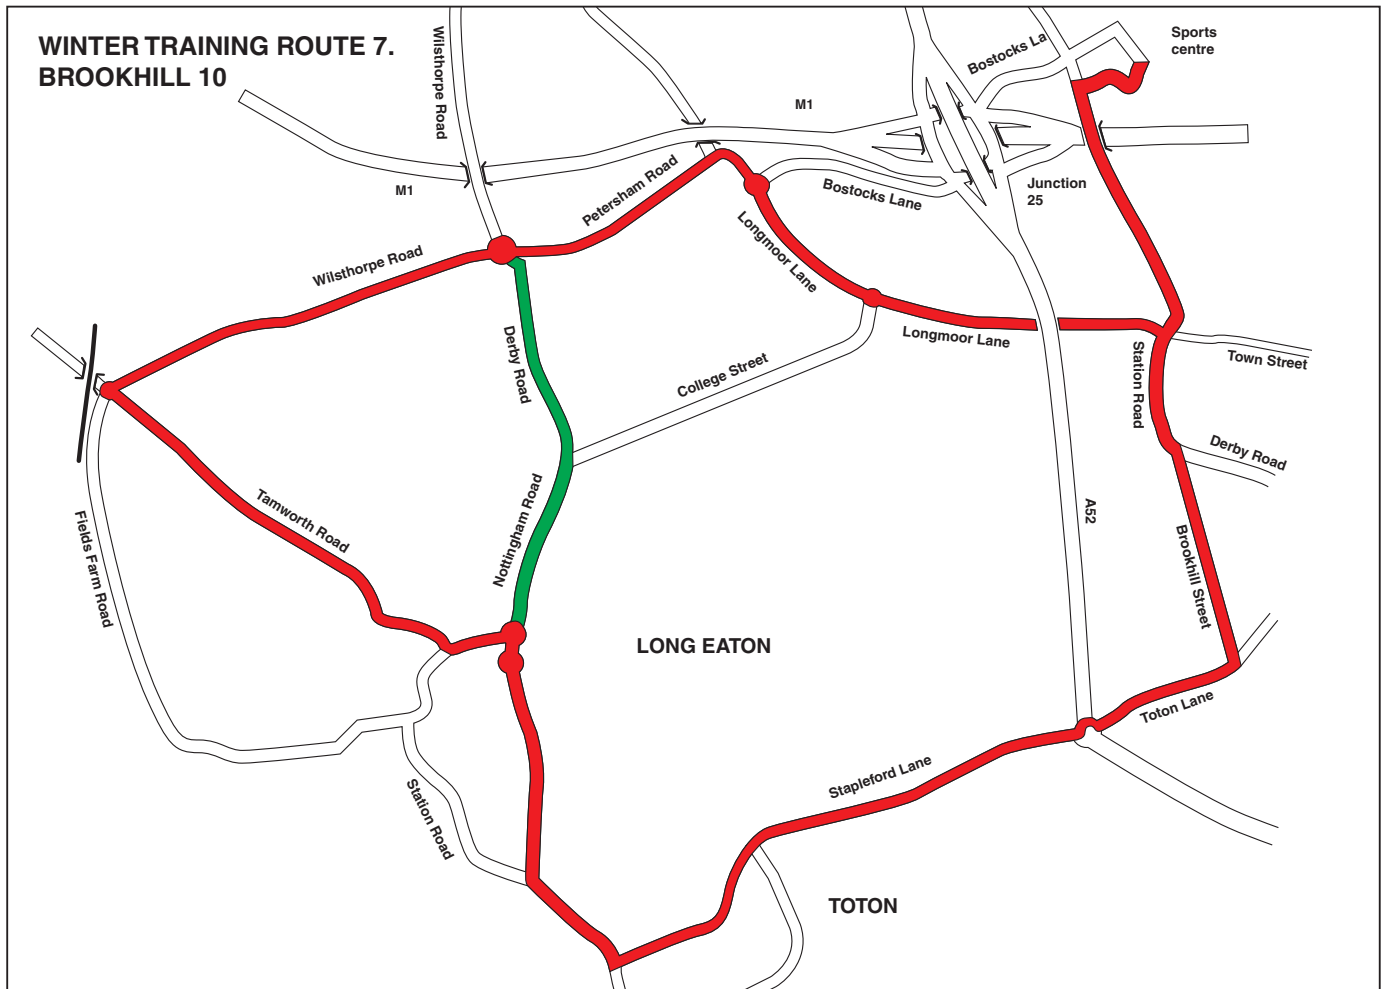 WINTER TRAINING ROUTE 7.
BROOKHILL 10
Wilsthorpe Road
M1
Bostocks La
Sports
centre
M1
Petersham Road
Bostocks Lane
Junction
25
Wilsthorpe Road
Longmoor Lane
Longmoor Lane
Town Street
Derby Road
College Street
Station Road
Derby Road
Tamworth Road
Nottingham Road
A52
Fields Farm Road
Brookhill Street
LONG EATON
Toton Lane
Stapleford Lane
Station Road
TOTON